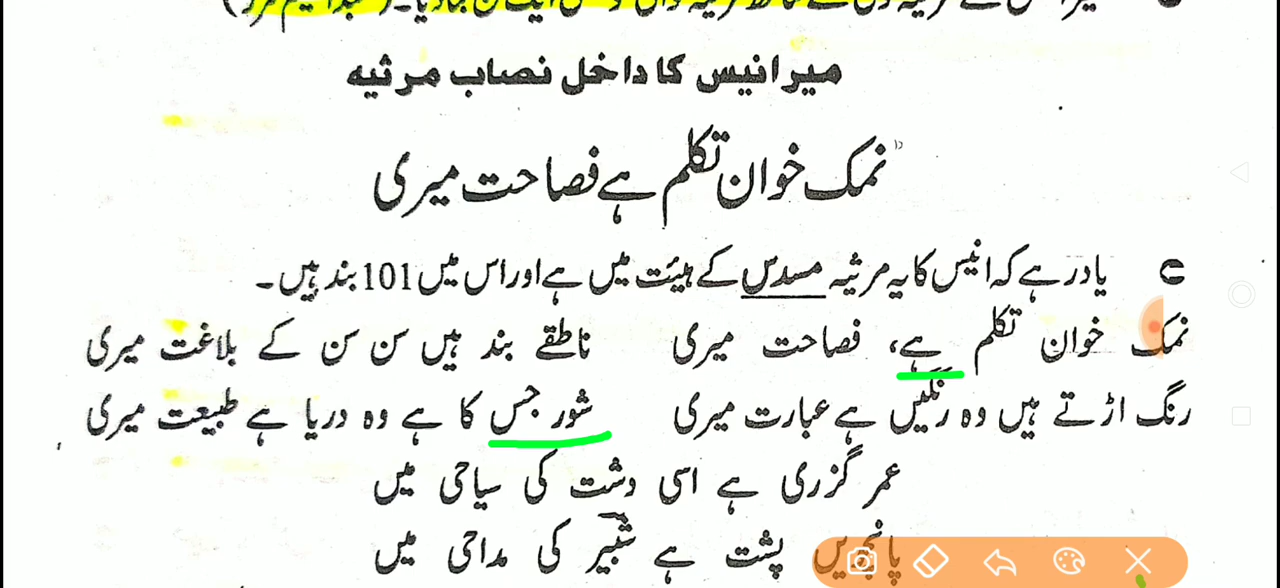 میر انیس کا داخل نصاب مرثیہ
نمک خوان تکلم ہے فصاحت میری
یاد رہے کہ انیس کا یہ مرثیہ مسدس کے ہیئت میں ہے اور اس میں 101 بند ہیں۔
نمک خوان تکلم ہے، فصاحت میری ناطقے بند ہیں سن سن کے بلاغت میری
رنگ اڑتے ہیں وہ رنگیں ہے عبارت میری شور جس کا ہے وہ دریا ہے طبیعت میری
عمر گزری ہے اسی دشت کی سیاحی میں
پانچویں پشت ہے شبیر کی مداحی میں